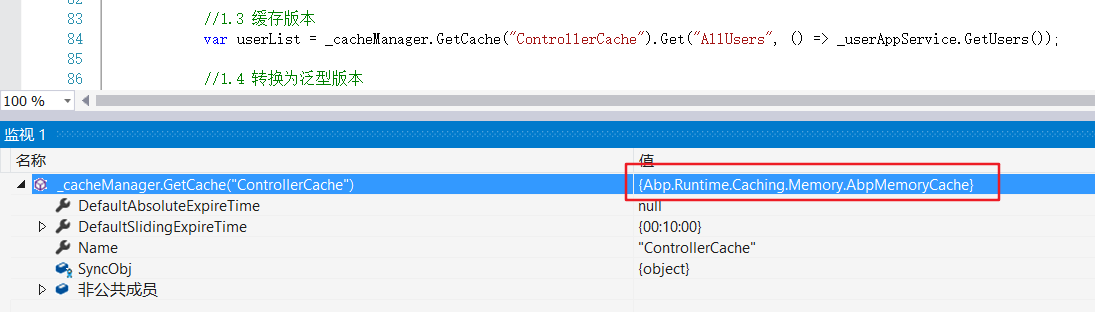 83 //1.3 缓存版本
84 var userList = _cacheManager.GetCache("ControllerCache").Get("AllUsers", () => _userAppService.GetUsers());
85
86 //1.4 转换为泛型版本
100 %
监视 1
名称 值
_cacheManager.GetCache("ControllerCache") {Abp.Runtime.Caching.Memory.AbpMemoryCache}
DefaultAbsoluteExpireTime null
DefaultSlidingExpireTime {00:10:00}
Name "ControllerCache"
SyncObj {object}
非公共成员